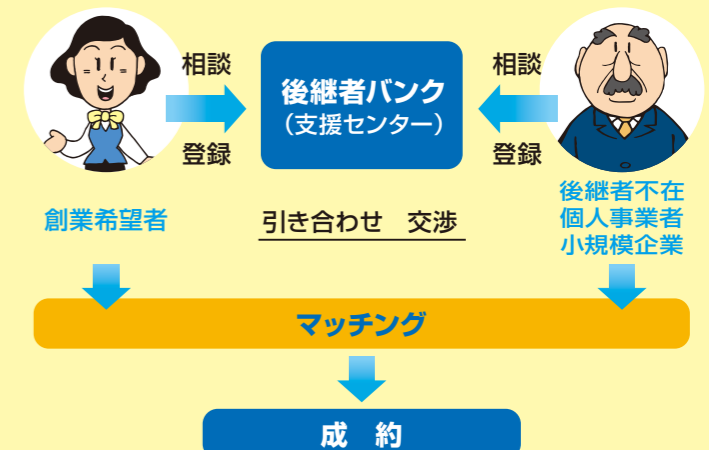 相談
登録
後継者バンク
（支援センター）
相談
登録
創業希望者
引き合わせ　交渉
後継者不在
個人事業者
小規模企業
マッチング
成　約